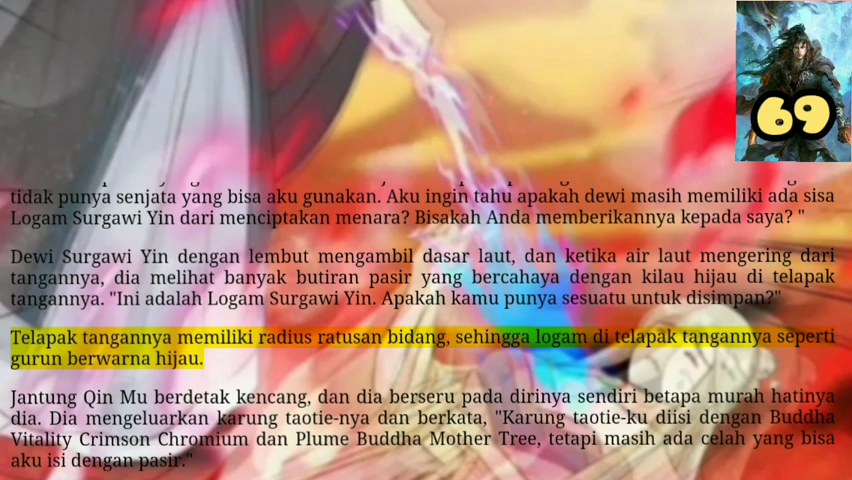 69
tidak punya senjata yang bisa aku gunakan. Aku ingin tahu apakah dewi masih memiliki ada sisa
Logam Surgawi Yin dari menciptakan menara? Bisakah Anda memberikannya kepada saya? "
Dewi Surgawi Yin dengan lembut mengambil dasar laut, dan ketika air laut mengering dari
tangannya, dia melihat banyak butiran pasir yang bercahaya dengan kilau hijau di telapak
tangannya. "Ini adalah Logam Surgawi Yin. Apakah kamu punya sesuatu untuk disimpan?"
Telapak tangannya memiliki radius ratusan bidang, sehingga logam di telapak tangannya seperti
gurun berwarna hijau.
Jantung Qin Mu berdetak kencang, dan dia berseru pada dirinya sendiri betapa murah hatinya
dia. Dia mengeluarkan karung taotie-nya dan berkata, "Karung taotie-ku diisi dengan Buddha
Vitality Crimson Chromium dan Plume Buddha Mother Tree, tetapi masih ada celah yang bisa
aku isi dengan pasir."